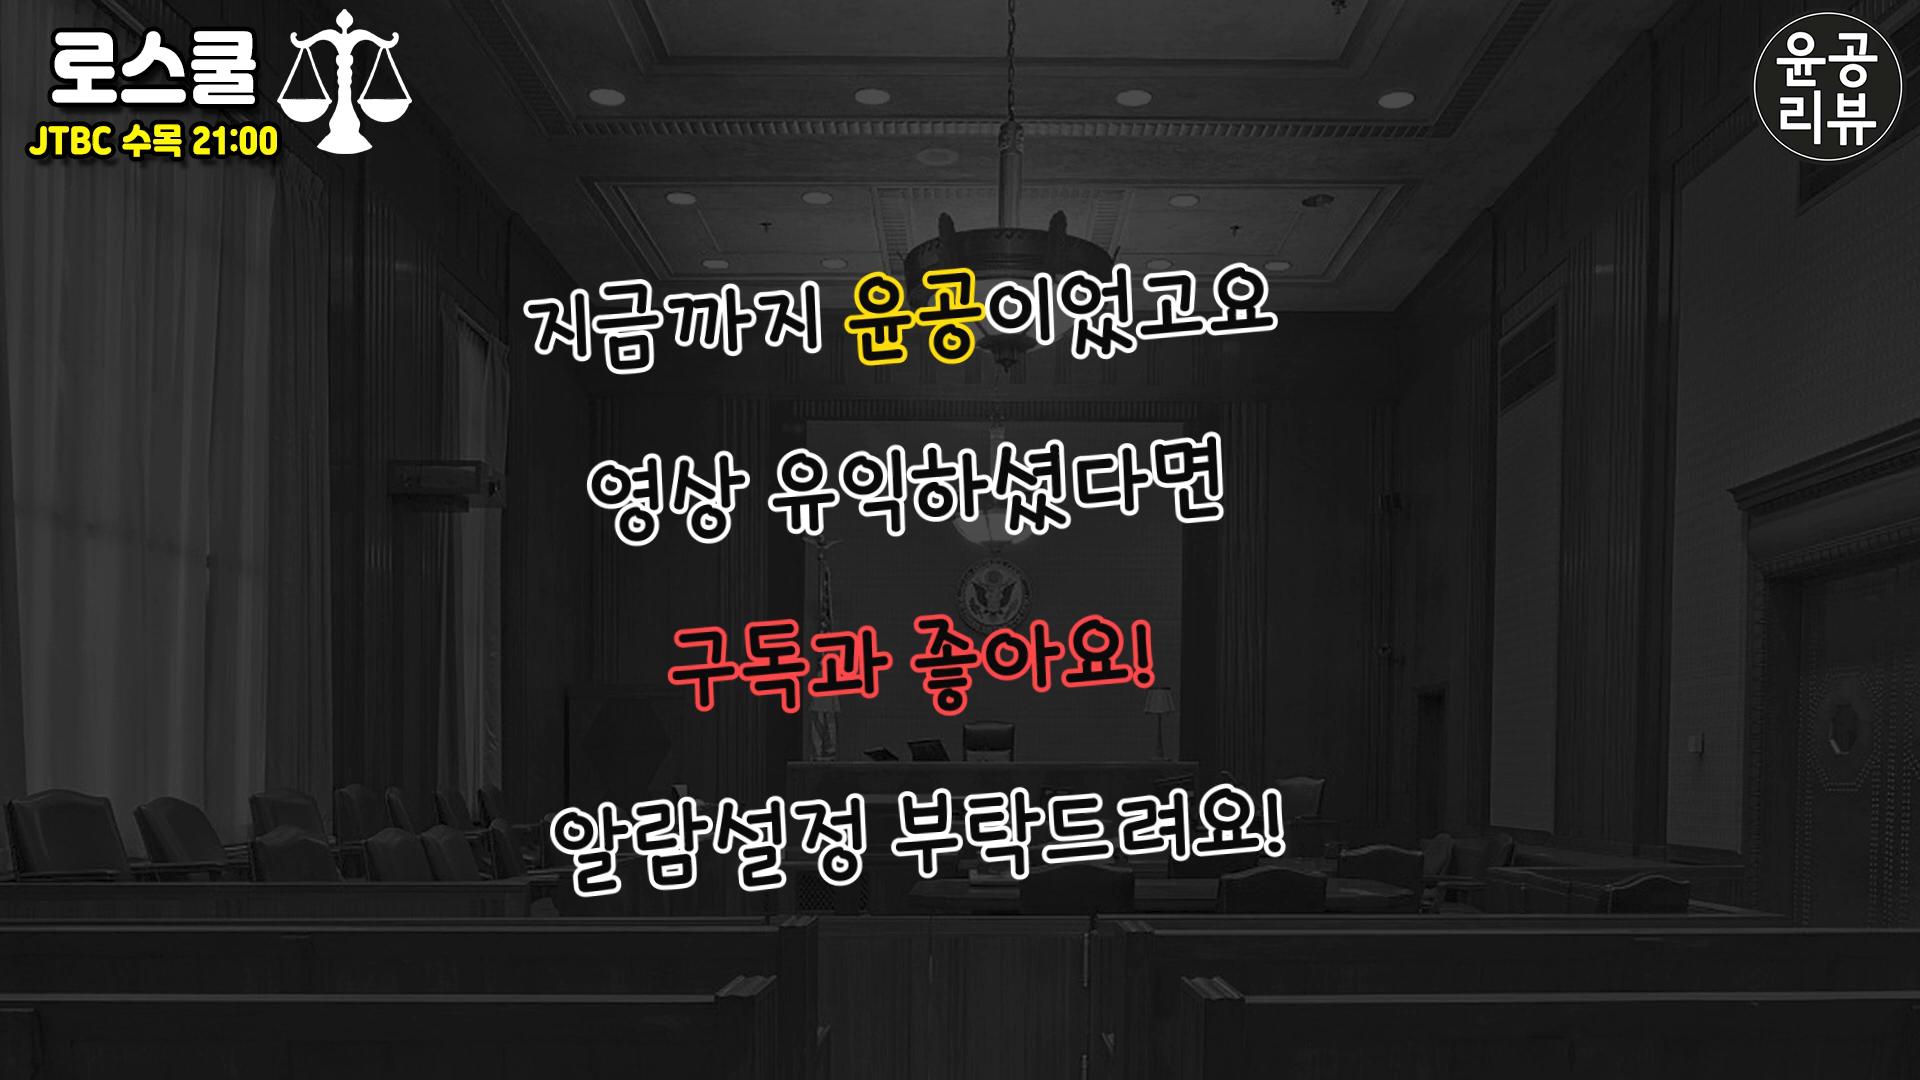 로스쿨
JTBC 수목 21:00
윤공
리뷰
지금까지 윤공이었고요
영상 유익하셨다면
구독과 좋아요!
알람설정 부탁드려요!